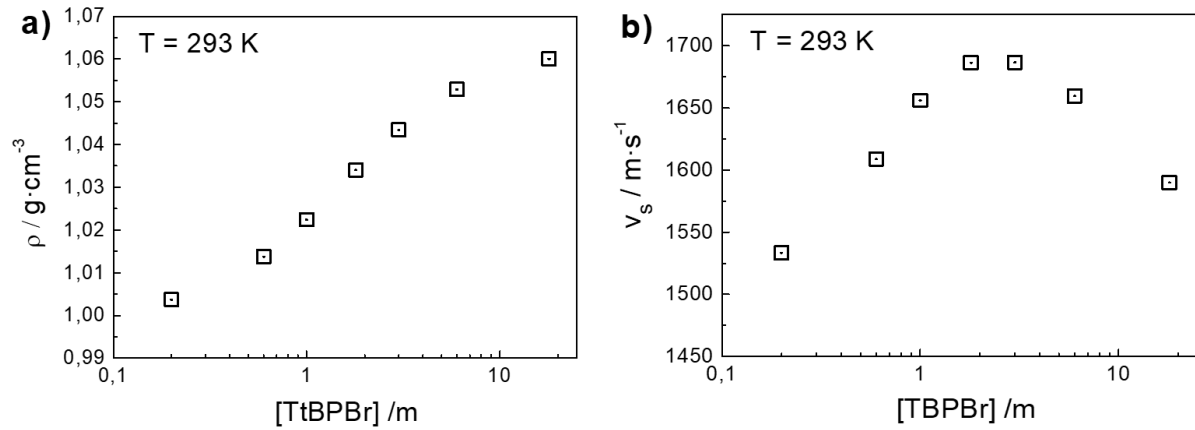 a)
T = 293 K
1,07
1,06
1,05
1,04
1,03
1,02
1,01
1,00
0,99
ρ / g·cm⁻³
0,1
1
10
[TtBPBr] /m
b)
T = 293 K
1700
1650
1600
1550
1500
1450
vₛ / m·s⁻¹
0,1
1
10
[TBPBr] /m